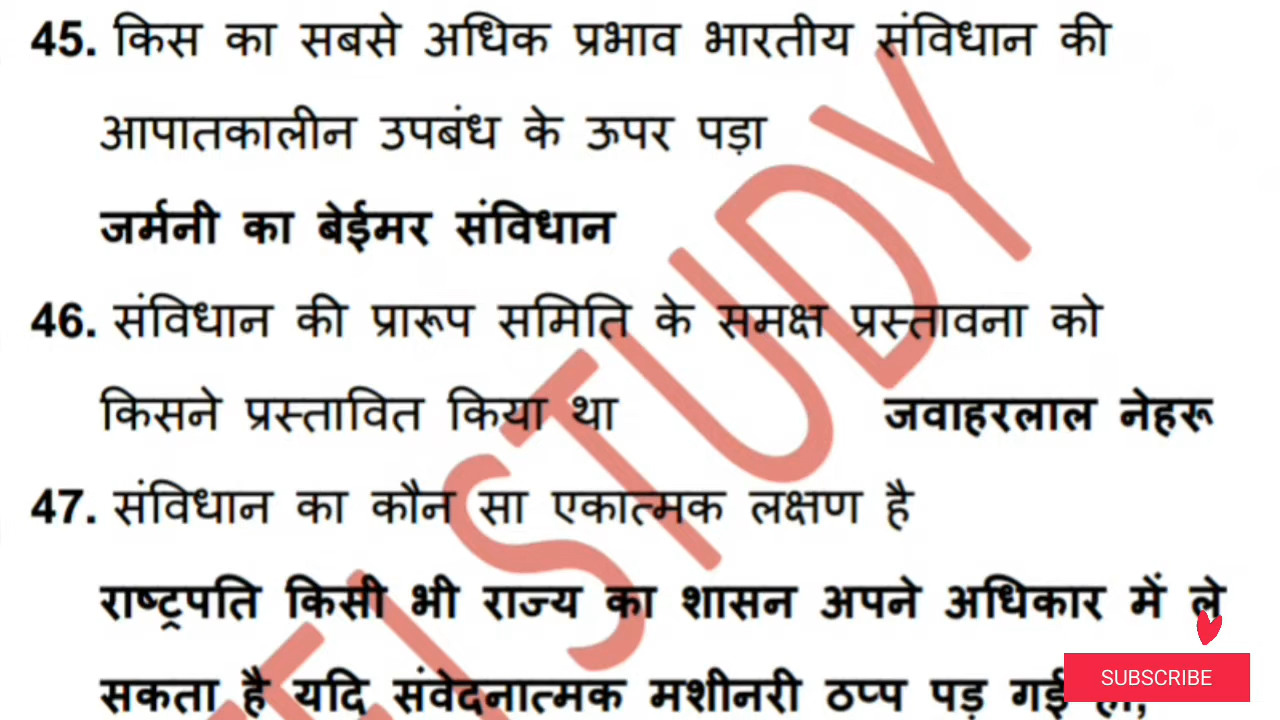 45. किस का सबसे अधिक प्रभाव भारतीय संविधान की
आपातकालीन उपबंध के ऊपर पड़ा
जर्मनी का बेईमर संविधान
46. संविधान की प्रारूप समिति के समक्ष प्रस्तावना को
किसने प्रस्तावित किया था जवाहरलाल नेहरू
47. संविधान का कौन सा एकात्मक लक्षण है
राष्ट्रपति किसी भी राज्य का शासन अपने अधिकार में ले
सकता है यदि संवेदनात्मक मशीनरी ठप्प पड़ गई
STUDY
SUBSCRIBE